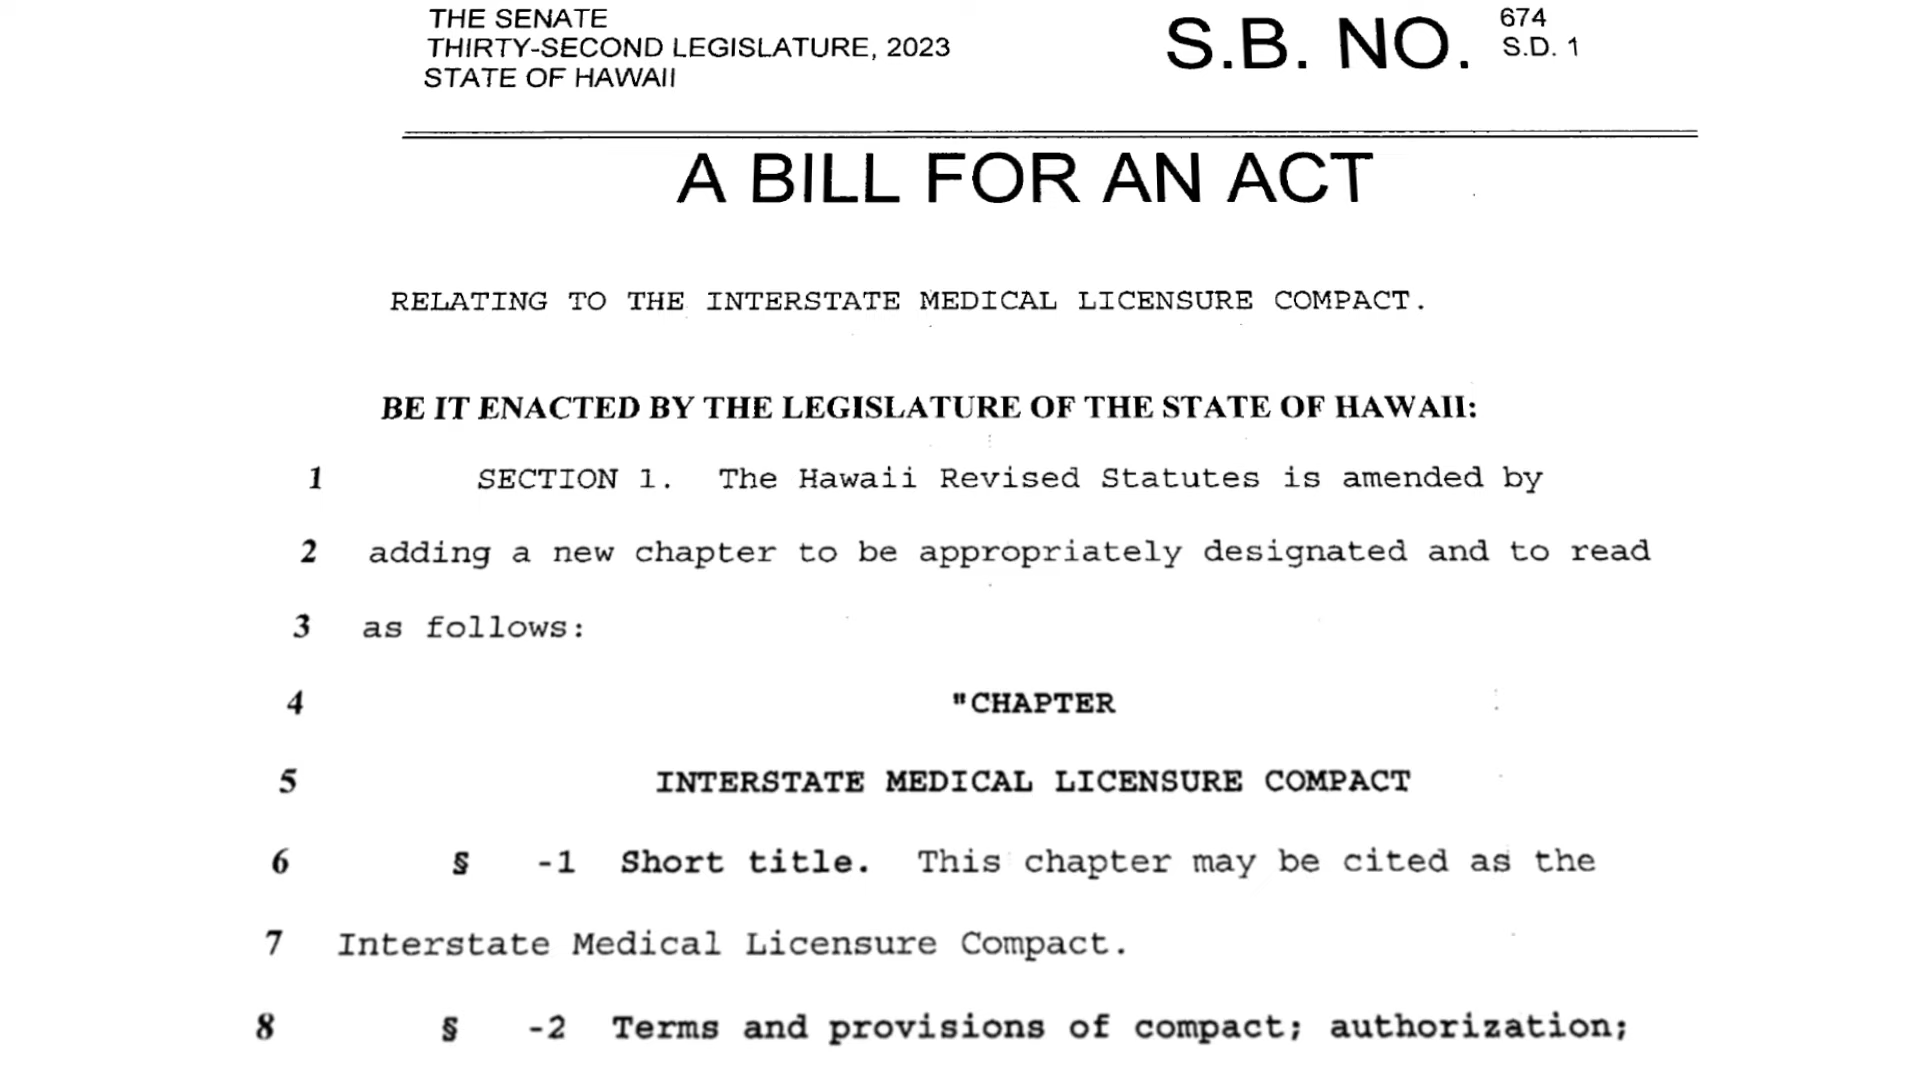 THE SENATE
THIRTY-SECOND LEGISLATURE, 2023
STATE OF HAWAII
S.B. NO. 674
S.D. 1
A BILL FOR AN ACT
RELATING TO THE INTERSTATE MEDICAL LICENSURE COMPACT.
BE IT ENACTED BY THE LEGISLATURE OF THE STATE OF HAWAII:
1 SECTION 1. The Hawaii Revised Statutes is amended by
2 adding a new chapter to be appropriately designated and to read
3 as follows:
4 "CHAPTER
5 INTERSTATE MEDICAL LICENSURE COMPACT
6 § -1 Short title. This chapter may be cited as the
7 Interstate Medical Licensure Compact.
8 § -2 Terms and provisions of compact; authorization;